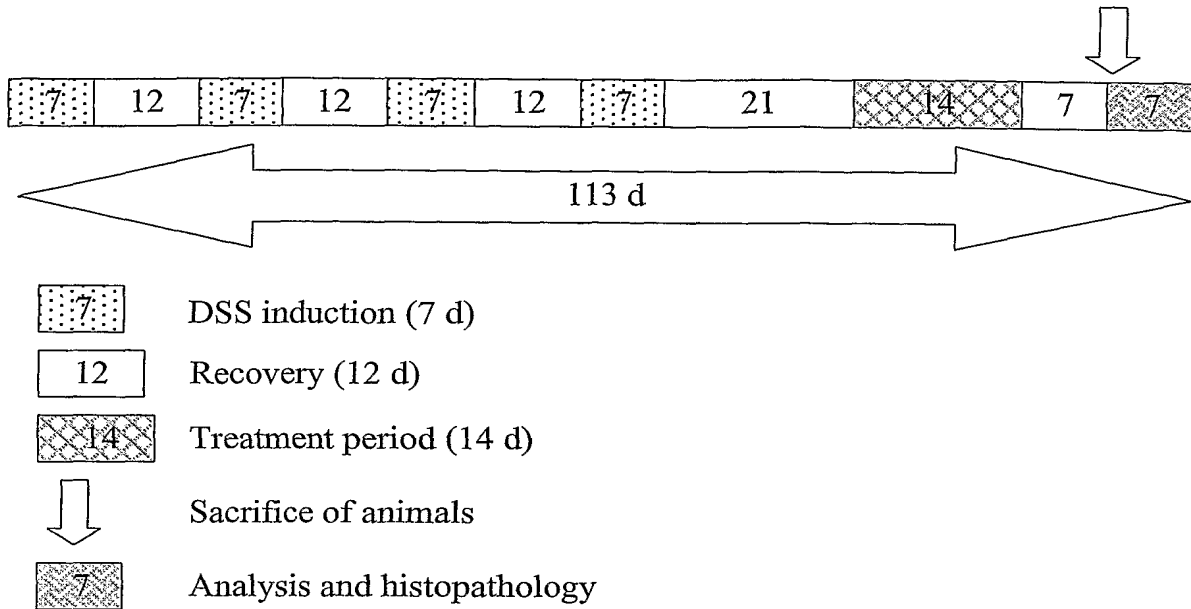 7 12 7 12 7 12 7 21 14 7 7
113 d
7 DSS induction (7 d)
12 Recovery (12 d)
14 Treatment period (14 d)
Sacrifice of animals
7 Analysis and histopathology